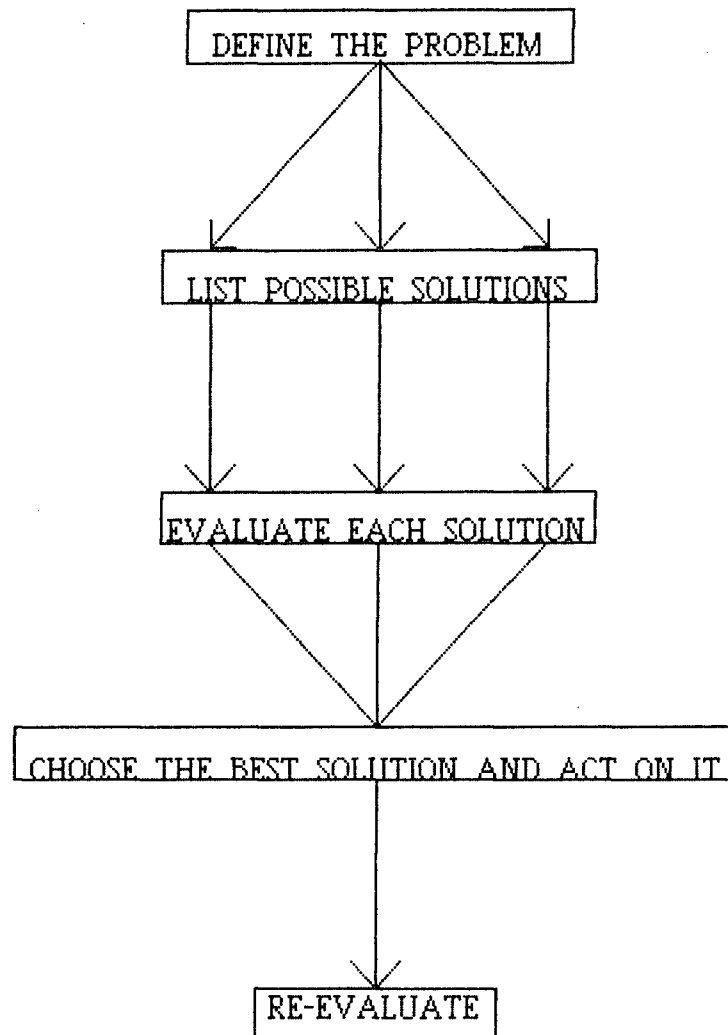 DEFINE THE PROBLEM
LIST POSSIBLE SOLUTIONS
EVALUATE EACH SOLUTION
CHOOSE THE BEST SOLUTION AND ACT ON IT
RE-EVALUATE